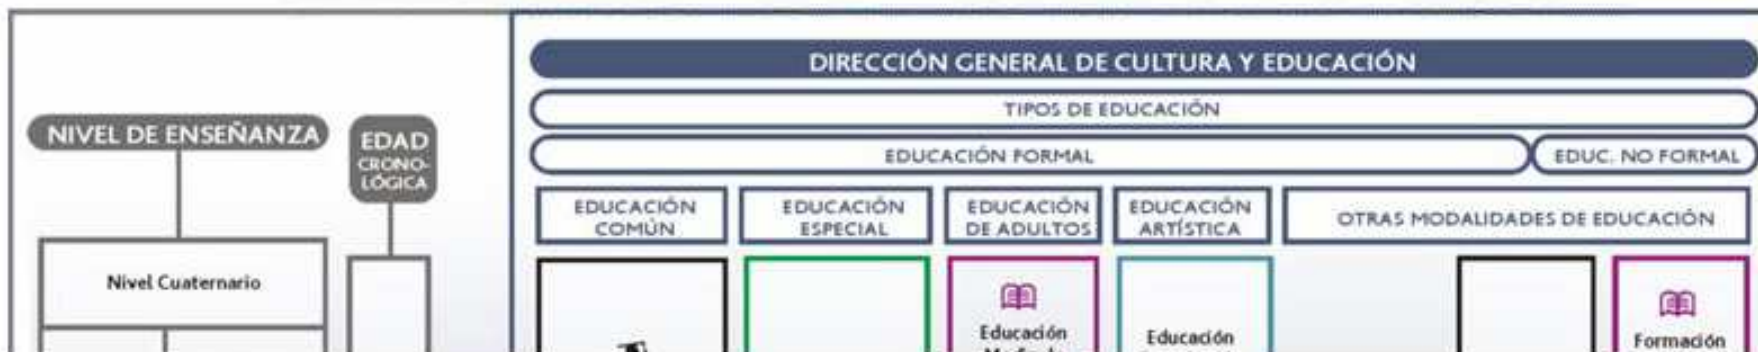 DIRECCIÓN GENERAL DE CULTURA Y EDUCACIÓN
TIPOS DE EDUCACIÓN
NIVEL DE ENSEÑANZA
EDAD
CRONO-
LÓGICA
EDUCACIÓN FORMAL
EDUC. NO FORMAL
EDUCACIÓN
COMÚN
EDUCACIÓN
ESPECIAL
EDUCACIÓN
DE ADULTOS
EDUCACIÓN
ARTÍSTICA
OTRAS MODALIDADES DE EDUCACIÓN
Nivel Cuaternario
Educación
Educación
Formación